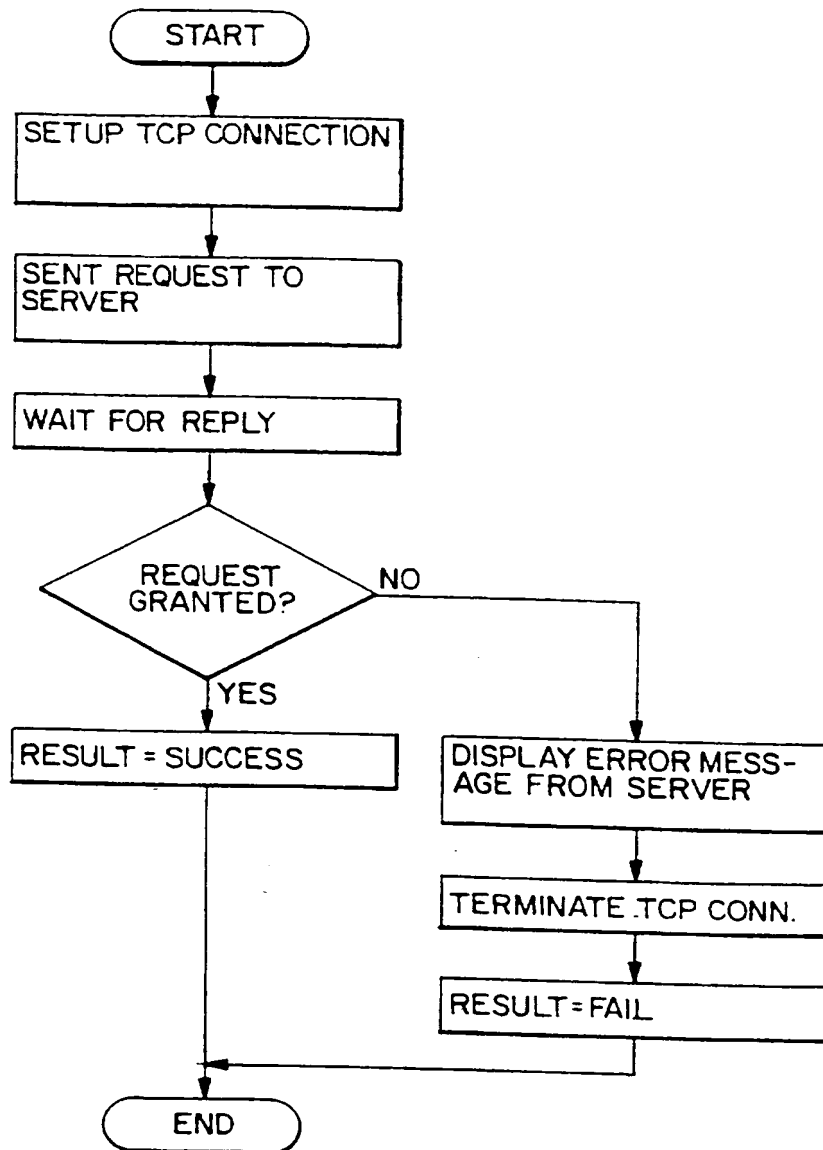 START
SETUP TCP CONNECTION
SENT REQUEST TO
SERVER
WAIT FOR REPLY
REQUEST
GRANTED?
NO
YES
RESULT = SUCCESS
DISPLAY ERROR MESS-
AGE FROM SERVER
TERMINATE TCP CONN.
RESULT = FAIL
END